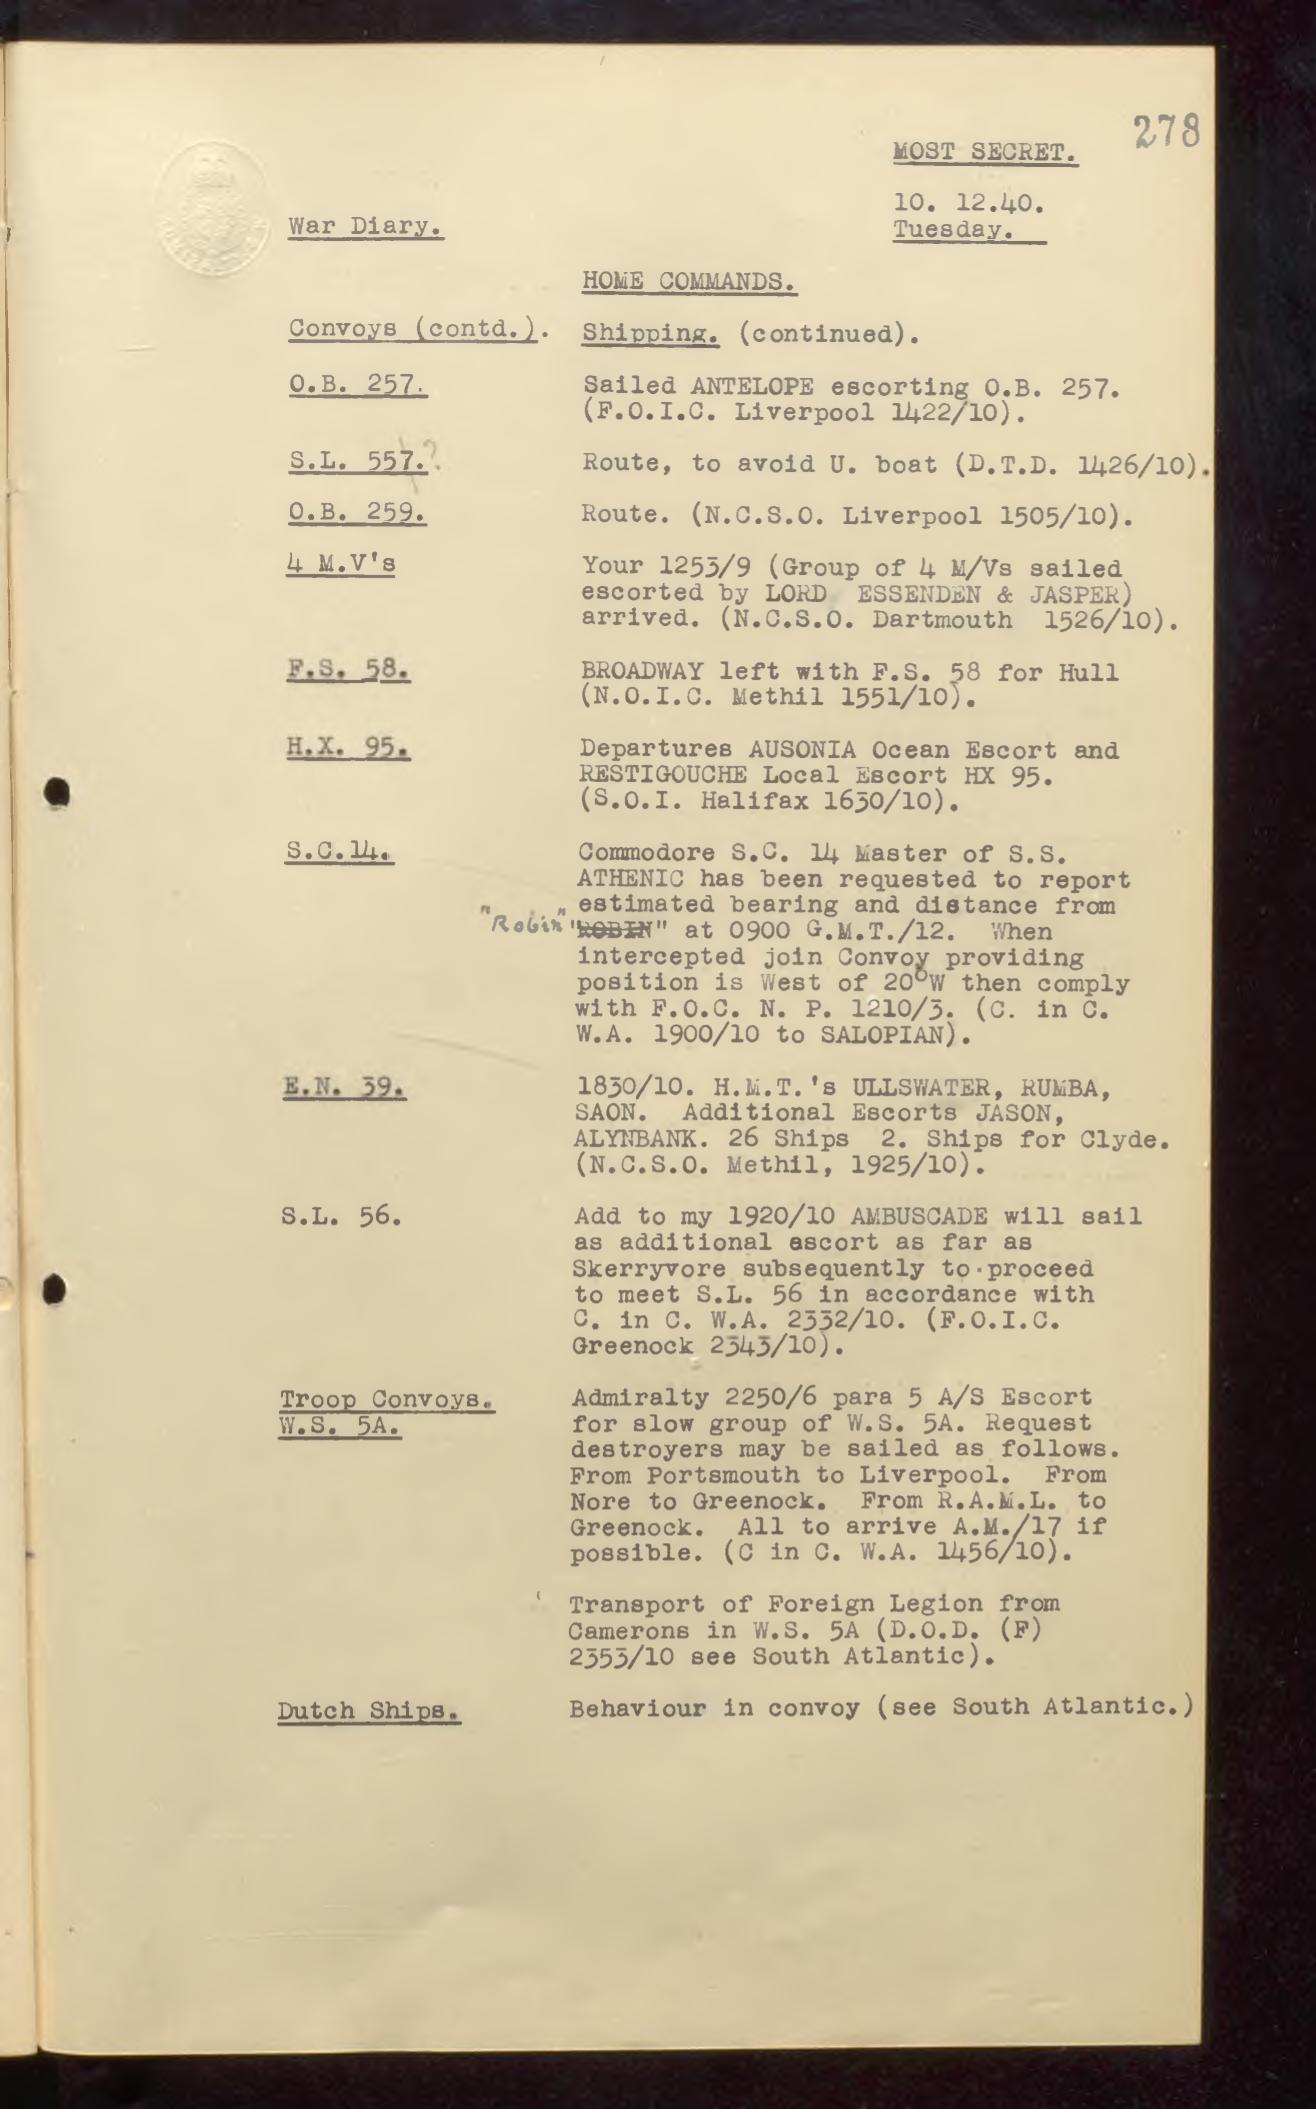 278
MOST SECRET.
10. 12.40.
Tuesday.
War Diary.
HOME COMMANDS.
Convoys (contd.). Shipping. (continued).
O.B. 257. Sailed ANTELOPE escorting O.B. 257.
(F.O.I.C. Liverpool 1422/10).
S.L. 557.? Route, to avoid U. boat (D.T.D. 1426/10).
O.B. 259. Route. (N.C.S.O. Liverpool 1505/10).
4 M.V's Your 1253/9 (Group of 4 M/Vs sailed
escorted by LORD ESSENDEN & JASPER)
arrived. (N.C.S.O. Dartmouth 1526/10).
F.S. 58. BROADWAY left with F.S. 58 for Hull
(N.O.I.C. Methil 1551/10).
H.X. 95. Departures AUSONIA Ocean Escort and
RESTIGOUCHE Local Escort HX 95.
(S.O.I. Halifax 1630/10).
S.C.14. Commodore S.C. 14 Master of S.S.
ATHENIC has been requested to report
estimated bearing and distance from
"Robin" "ROBIN" at 0900 G.M.T./12. When
intercepted join Convoy providing
position is West of 20°W then comply
with F.O.C. N. P. 1210/3. (C. in C.
W.A. 1900/10 to SALOPIAN).
E.N. 39. 1830/10. H.M.T.'s ULLSWATER, RUMBA,
SAON. Additional Escorts JASON,
ALYNBANK. 26 Ships 2. Ships for Clyde.
(N.C.S.O. Methil, 1925/10).
S.L. 56. Add to my 1920/10 AMBUSCADE will sail
as additional escort as far as
Skerryvore subsequently to proceed
to meet S.L. 56 in accordance with
C. in C. W.A. 2332/10. (F.O.I.C.
Greenock 2343/10).
Troop Convoys. Admiralty 2250/6 para 5 A/S Escort
W.S. 5A. for slow group of W.S. 5A. Request
destroyers may be sailed as follows.
From Portsmouth to Liverpool. From
Nore to Greenock. From R.A.M.L. to
Greenock. All to arrive A.M./17 if
possible. (C in C. W.A. 1456/10).
Transport of Foreign Legion from
Camerons in W.S. 5A (D.O.D. (F)
2353/10 see South Atlantic).
Dutch Ships. Behaviour in convoy (see South Atlantic.)